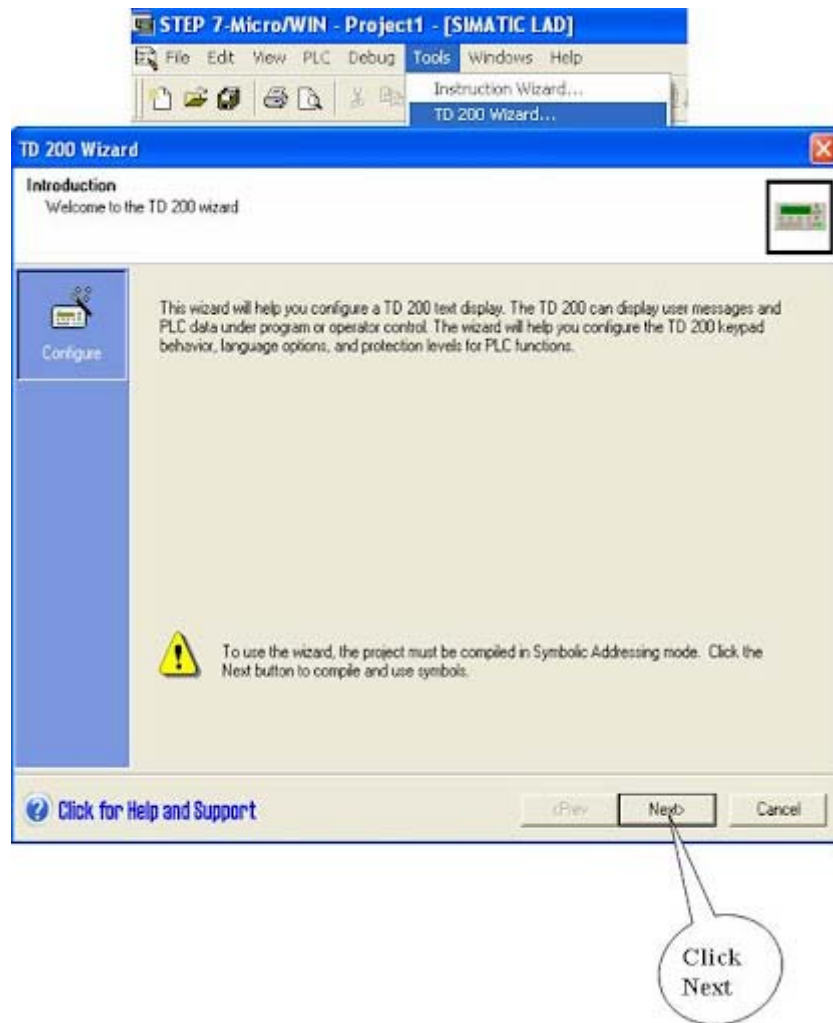 STEP 7-Micro/WIN - Project1 - [SIMATIC LAD]
File Edit View PLC Debug Tools Windows Help
Instruction Wizard...
TD 200 Wizard...
TD 200 Wizard
Introduction
Welcome to the TD 200 wizard
Configure
This wizard will help you configure a TD 200 text display. The TD 200 can display user messages and
PLC data under program or operator control. The wizard will help you configure the TD 200 keypad
behavior, language options, and protection levels for PLC functions.
To use the wizard, the project must be compiled in Symbolic Addressing mode. Click the
Next button to compile and use symbols.
Click for Help and Support
<Prev Next> Cancel
Click
Next